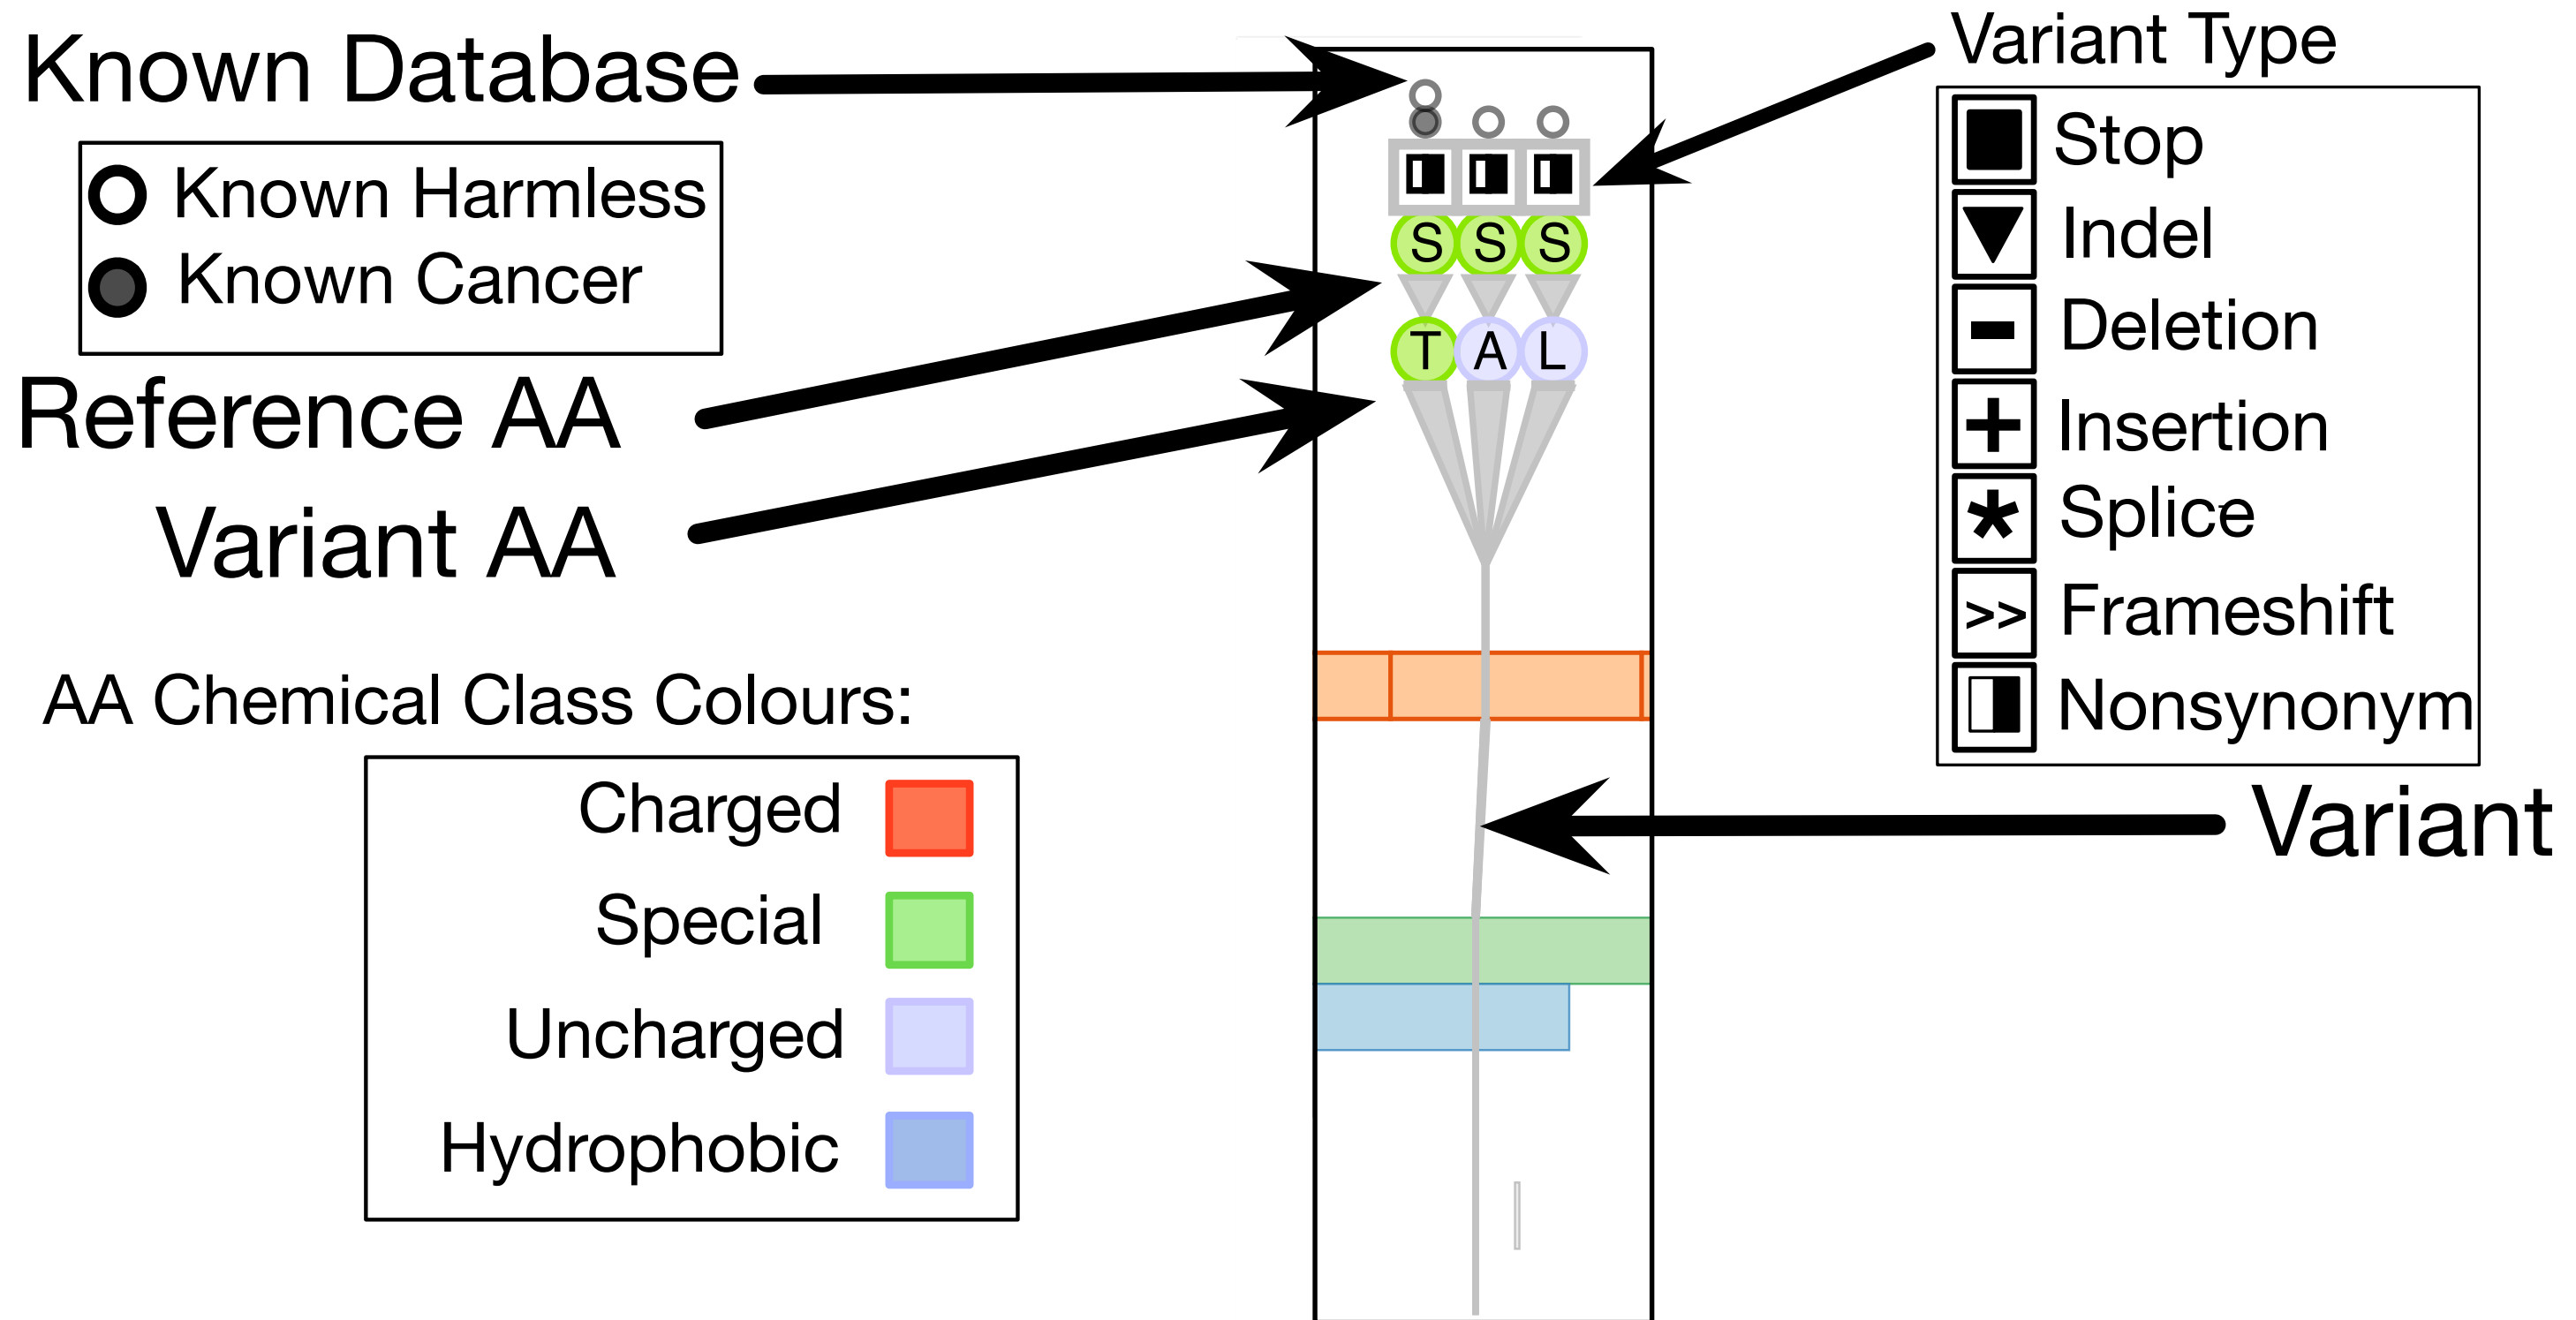 Known Database
Known Harmless
Known Cancer
Reference AA
Variant AA
AA Chemical Class Colours:
Charged
Special
Uncharged
Hydrophobic
S S S
T A L
Variant Type
Stop
Indel
Deletion
Insertion
Splice
>> Frameshift
Nonsynonym
Variant